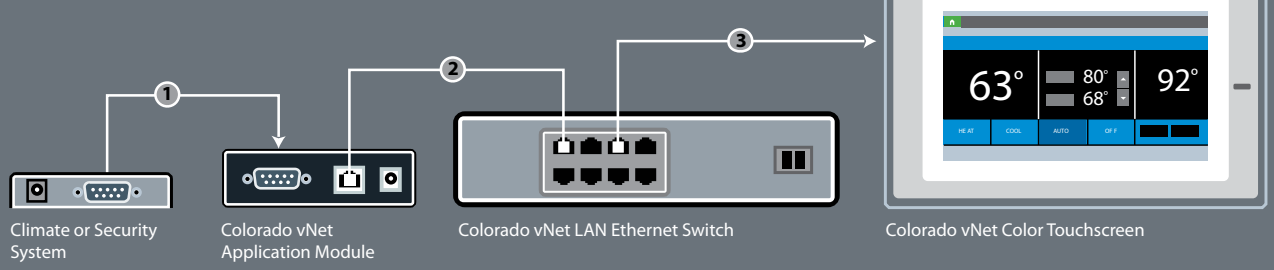 1
2
3
63°
80°
68°
92°
HE AT
COOL
AUTO
OF F
Climate or Security
System
Colorado vNet
Application Module
Colorado vNet LAN Ethernet Switch
Colorado vNet Color Touchscreen